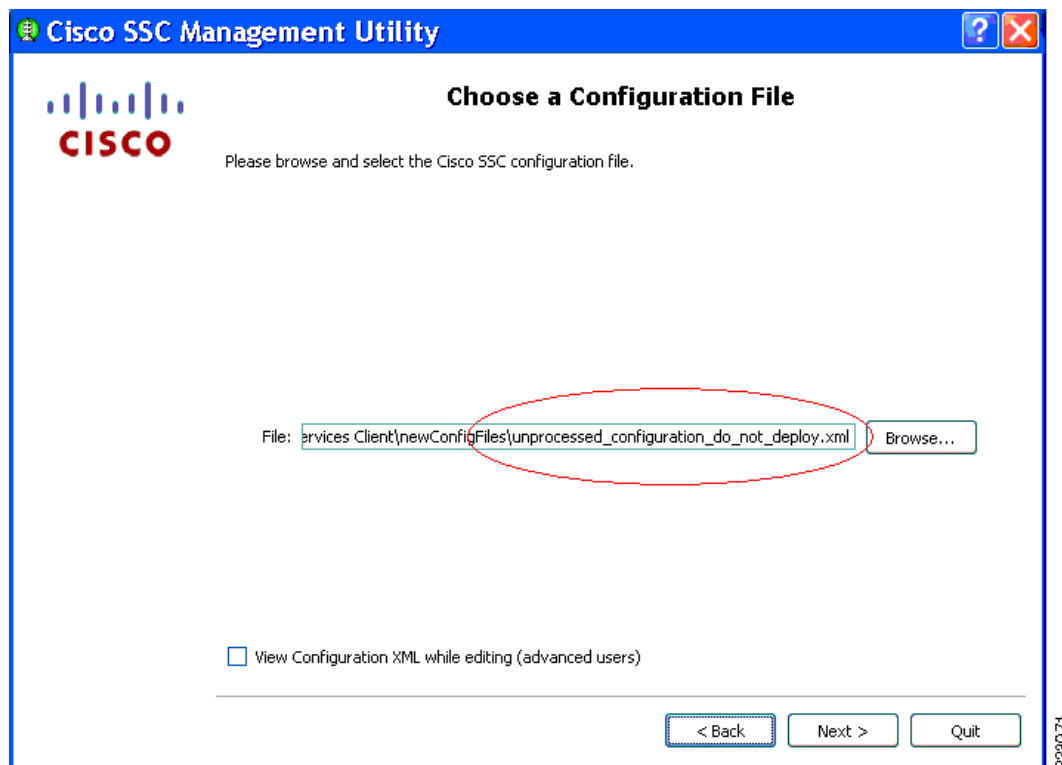 Cisco SSC Management Utility
?
CISCO
Choose a Configuration File
Please browse and select the Cisco SSC configuration file.
File: ervices Client\newConfigFiles\unprocessed_configuration_do_not_deploy.xml Browse...
View Configuration XML while editing (advanced users)
< Back Next > Quit